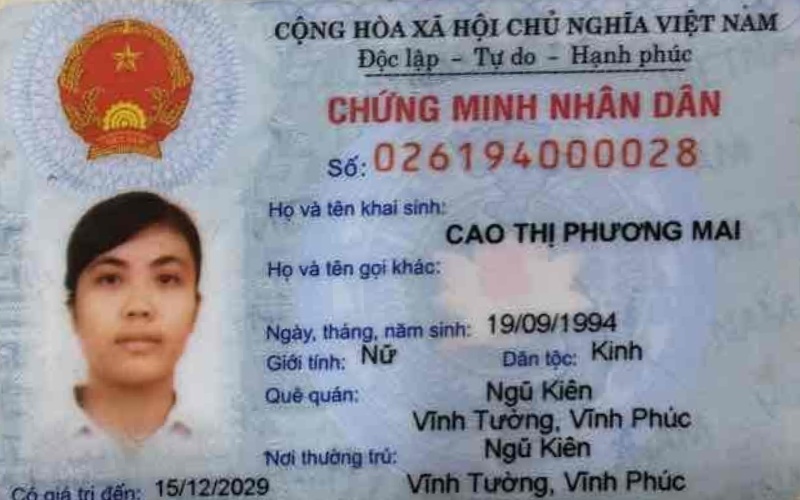 CỘNG HÒA XÃ HỘI CHỦ NGHĨA VIỆT NAM
Độc lập – Tự do – Hạnh phúc
CHỨNG MINH NHÂN DÂN
Số: 026194000028
Họ và tên khai sinh:
CAO THỊ PHƯƠNG MAI
Họ và tên gọi khác:
Ngày, tháng, năm sinh: 19/09/1994
Giới tính: Nữ Dân tộc: Kinh
Quê quán: Ngũ Kiên
Vĩnh Tường, Vĩnh Phúc
Nơi thường trú: Ngũ Kiên
Vĩnh Tường, Vĩnh Phúc
Có giá trị đến: 15/12/2029